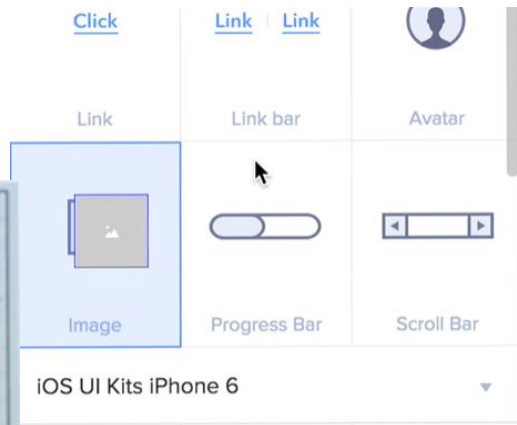 Click
Link Link
Link
Link bar
Avatar
Image
Progress Bar
Scroll Bar
iOS UI Kits iPhone 6